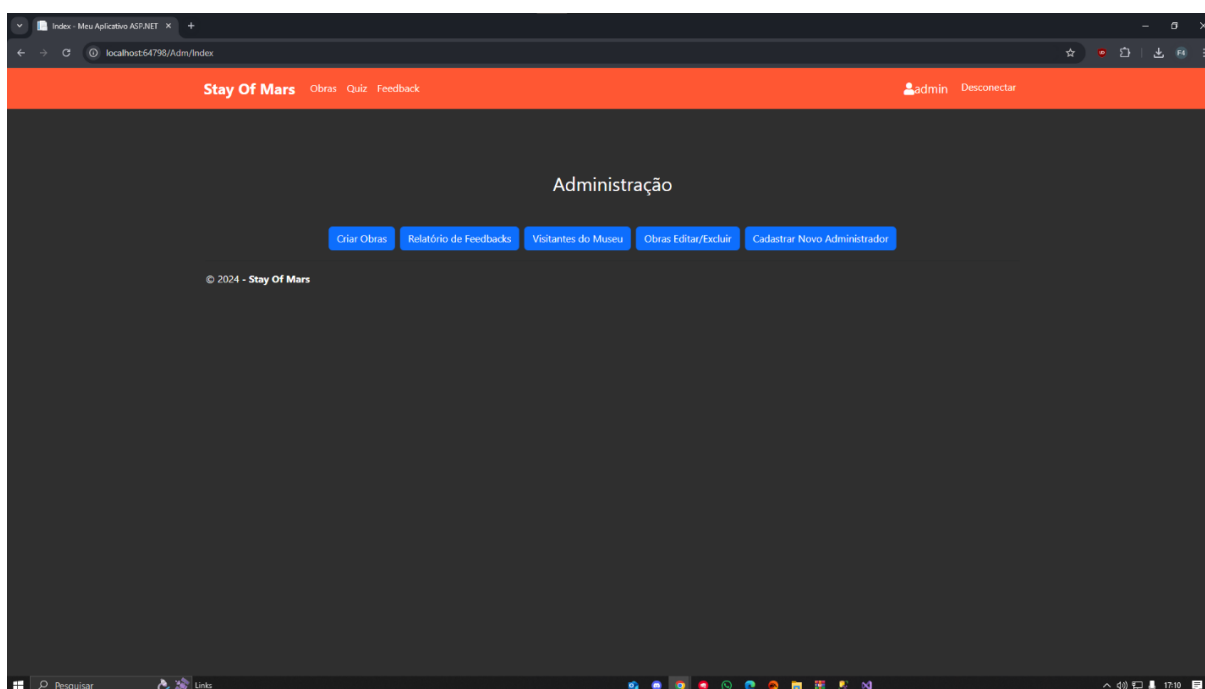 Index - Meu Aplicativo ASP.NET
localhost:64798/Adm/Index
F4
Stay Of Mars Obras Quiz Feedback admin Desconectar
Administração
Criar Obras Relatório de Feedbacks Visitantes do Museu Obras Editar/Excluir Cadastrar Novo Administrador
© 2024 - Stay Of Mars
Pesquisar Links 17:10